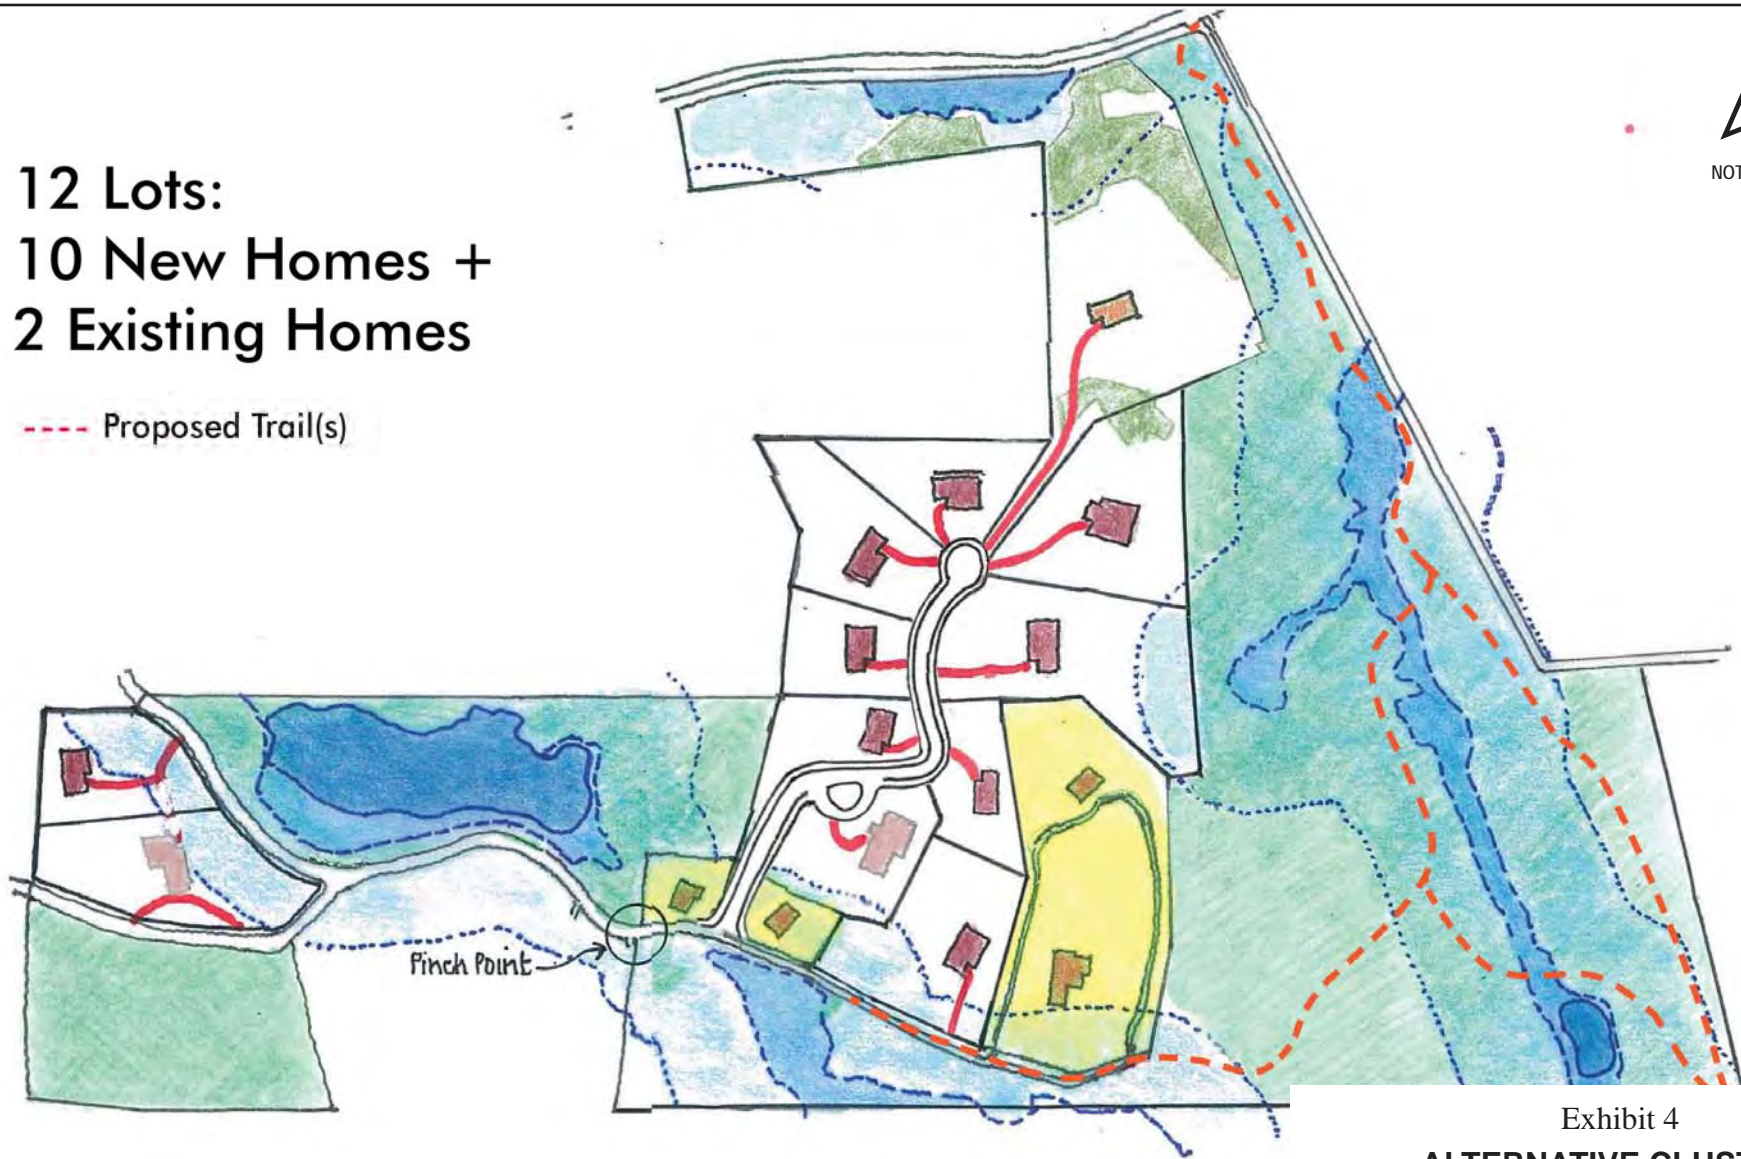 12 Lots:
10 New Homes +
2 Existing Homes
Proposed Trail(s)
Pinch Point
Exhibit 4